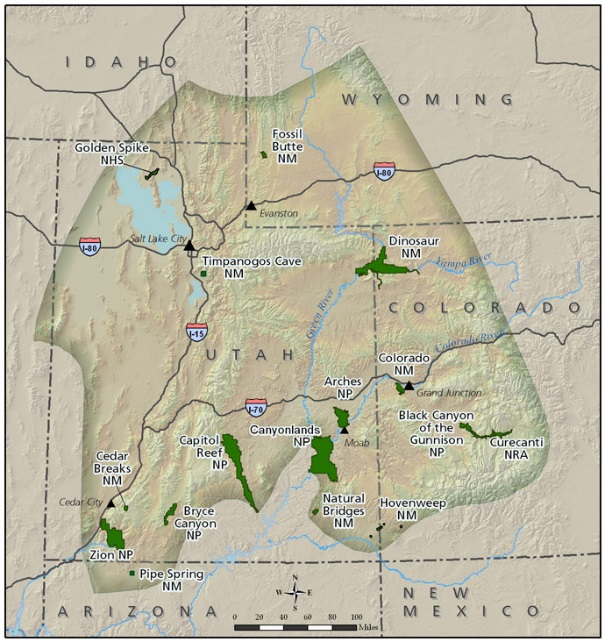 IDAHO
WYOMING
Golden Spike
NHS
Fossil
Butte
NM
I-80
Evanston
Salt Lake City
I-80
Timpanogos Cave
NM
Dinosaur
NM
Yampa River
Green River
COLORADO
I-15
UTAH
Colorado River
Colorado
NM
Grand Junction
Arches
NP
I-70
Black Canyon
of the
Gunnison
NP
Curecanti
NRA
Capitol
Reef
NP
Canyonlands
NP
Moab
Cedar
Breaks
NM
Cedar City
Bryce
Canyon
NP
Natural
Bridges
NM
Hovenweep
NM
Zion NP
Pipe Spring
NM
ARIZONA
NEW
MEXICO
N
W E
S
0 20 40 60 80 100
Miles